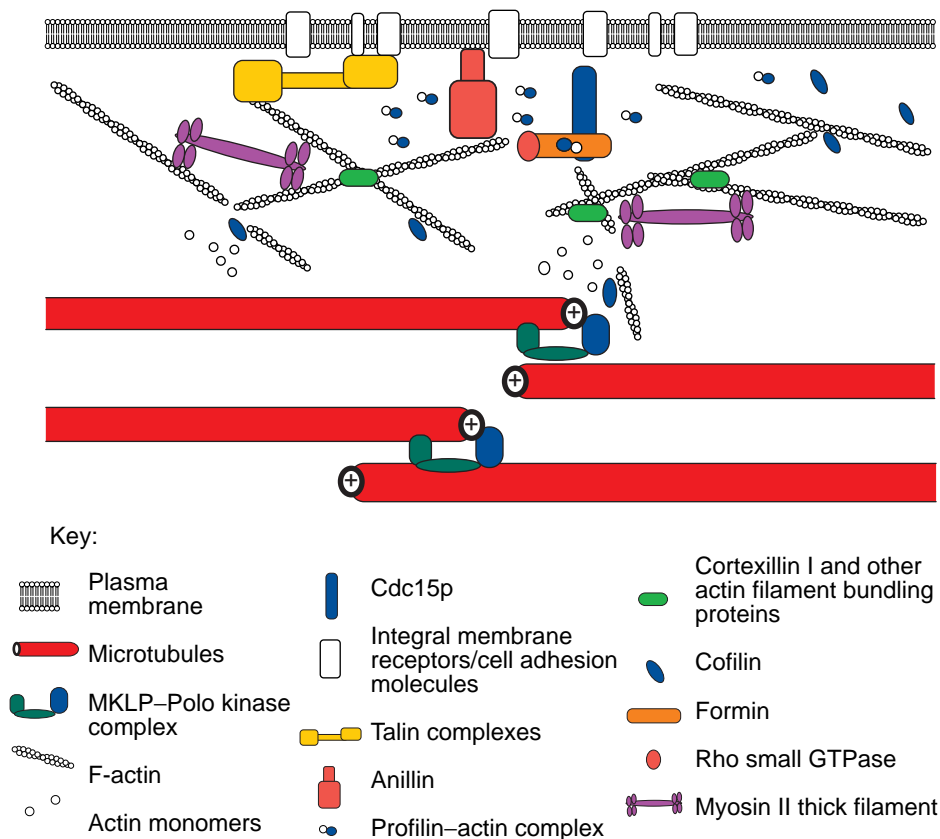 +
+
+
+
Key:
Plasma
membrane
Microtubules
MKLP–Polo kinase
complex
F-actin
Actin monomers
Cdc15p
Integral membrane
receptors/cell adhesion
molecules
Talin complexes
Anillin
Profilin–actin complex
Cortexillin I and other
actin filament bundling
proteins
Cofilin
Formin
Rho small GTPase
Myosin II thick filament